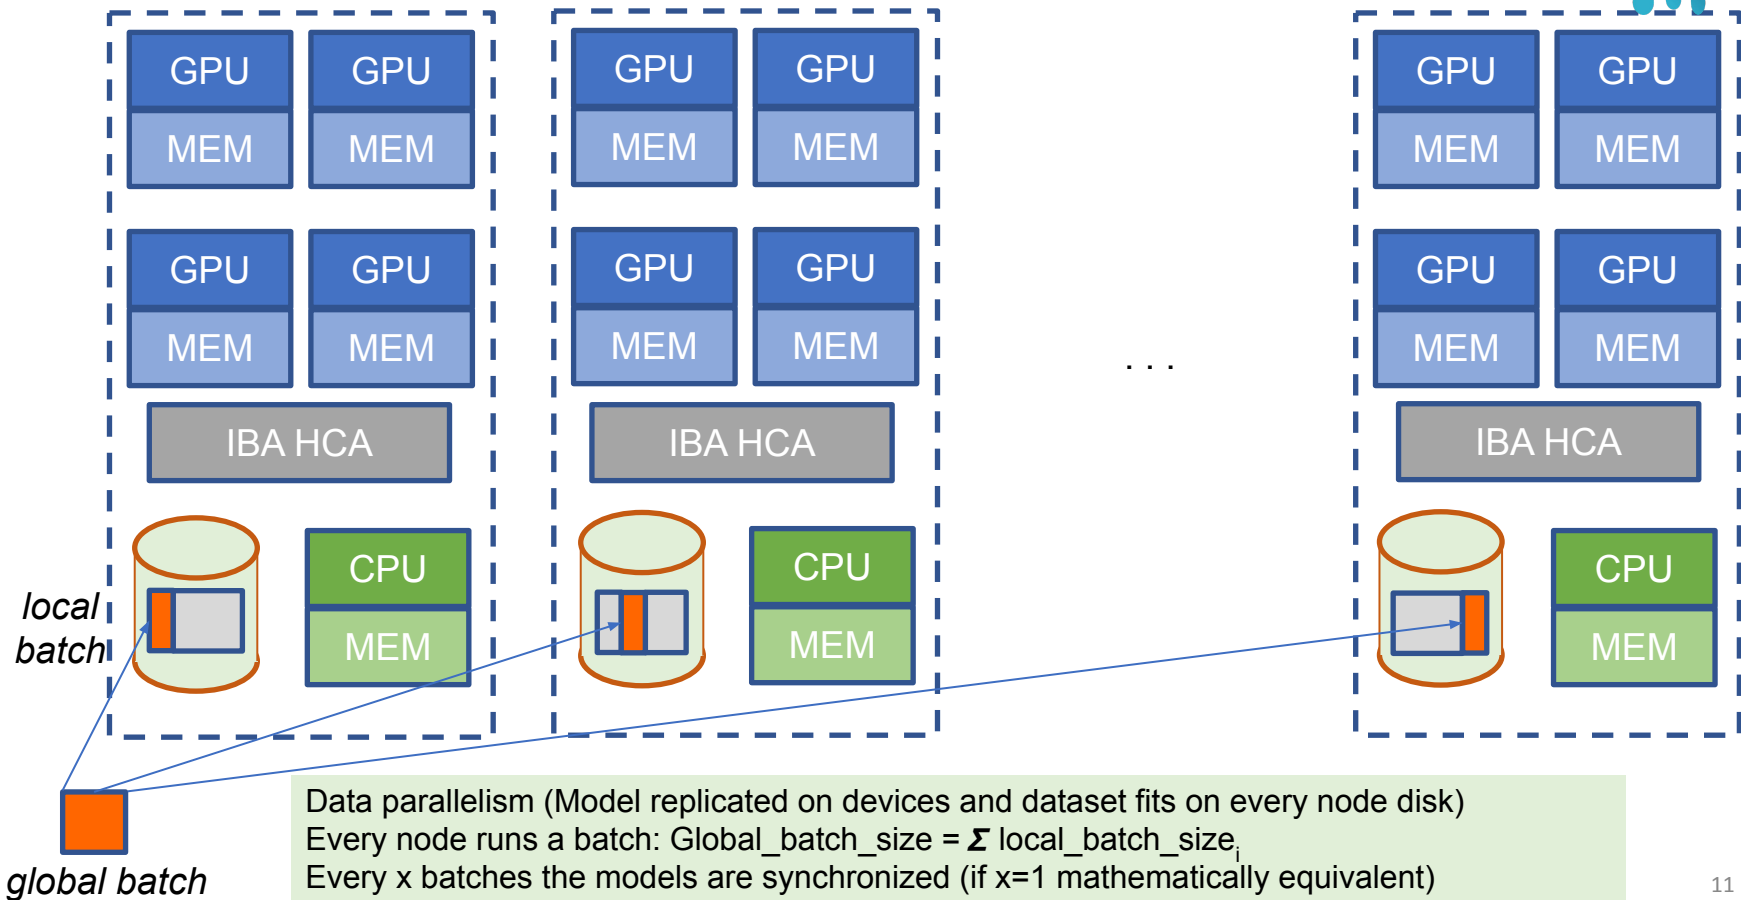 GPU GPU
MEM MEM
GPU GPU
MEM MEM
IBA HCA
CPU
MEM
GPU GPU
MEM MEM
GPU GPU
MEM MEM
IBA HCA
CPU
MEM
. . .
GPU GPU
MEM MEM
GPU GPU
MEM MEM
IBA HCA
CPU
MEM
local
batch
global batch
Data parallelism (Model replicated on devices and dataset fits on every node disk)
Every node runs a batch: Global_batch_size = Σ local_batch_size_i
Every x batches the models are synchronized (if x=1 mathematically equivalent)
11